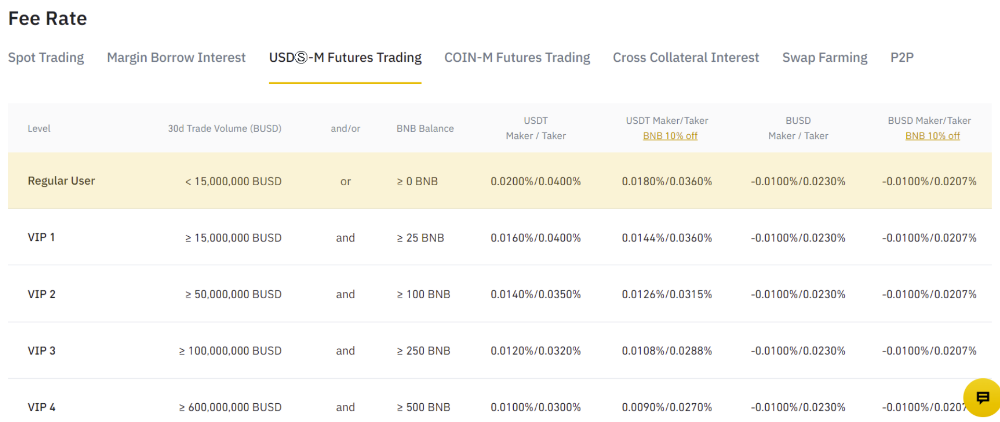 Fee Rate
Spot Trading Margin Borrow Interest USDⓈ-M Futures Trading COIN-M Futures Trading Cross Collateral Interest Swap Farming P2P
Level 30d Trade Volume (BUSD) and/or BNB Balance USDT Maker / Taker USDT Maker/Taker BNB 10% off BUSD Maker / Taker BUSD Maker/Taker BNB 10% off
Regular User < 15,000,000 BUSD or ≥ 0 BNB 0.0200%/0.0400% 0.0180%/0.0360% -0.0100%/0.0230% -0.0100%/0.0207%
VIP 1 ≥ 15,000,000 BUSD and ≥ 25 BNB 0.0160%/0.0400% 0.0144%/0.0360% -0.0100%/0.0230% -0.0100%/0.0207%
VIP 2 ≥ 50,000,000 BUSD and ≥ 100 BNB 0.0140%/0.0350% 0.0126%/0.0315% -0.0100%/0.0230% -0.0100%/0.0207%
VIP 3 ≥ 100,000,000 BUSD and ≥ 250 BNB 0.0120%/0.0320% 0.0108%/0.0288% -0.0100%/0.0230% -0.0100%/0.0207%
VIP 4 ≥ 600,000,000 BUSD and ≥ 500 BNB 0.0100%/0.0300% 0.0090%/0.0270% -0.0100%/0.0230% -0.0100%/0.0207